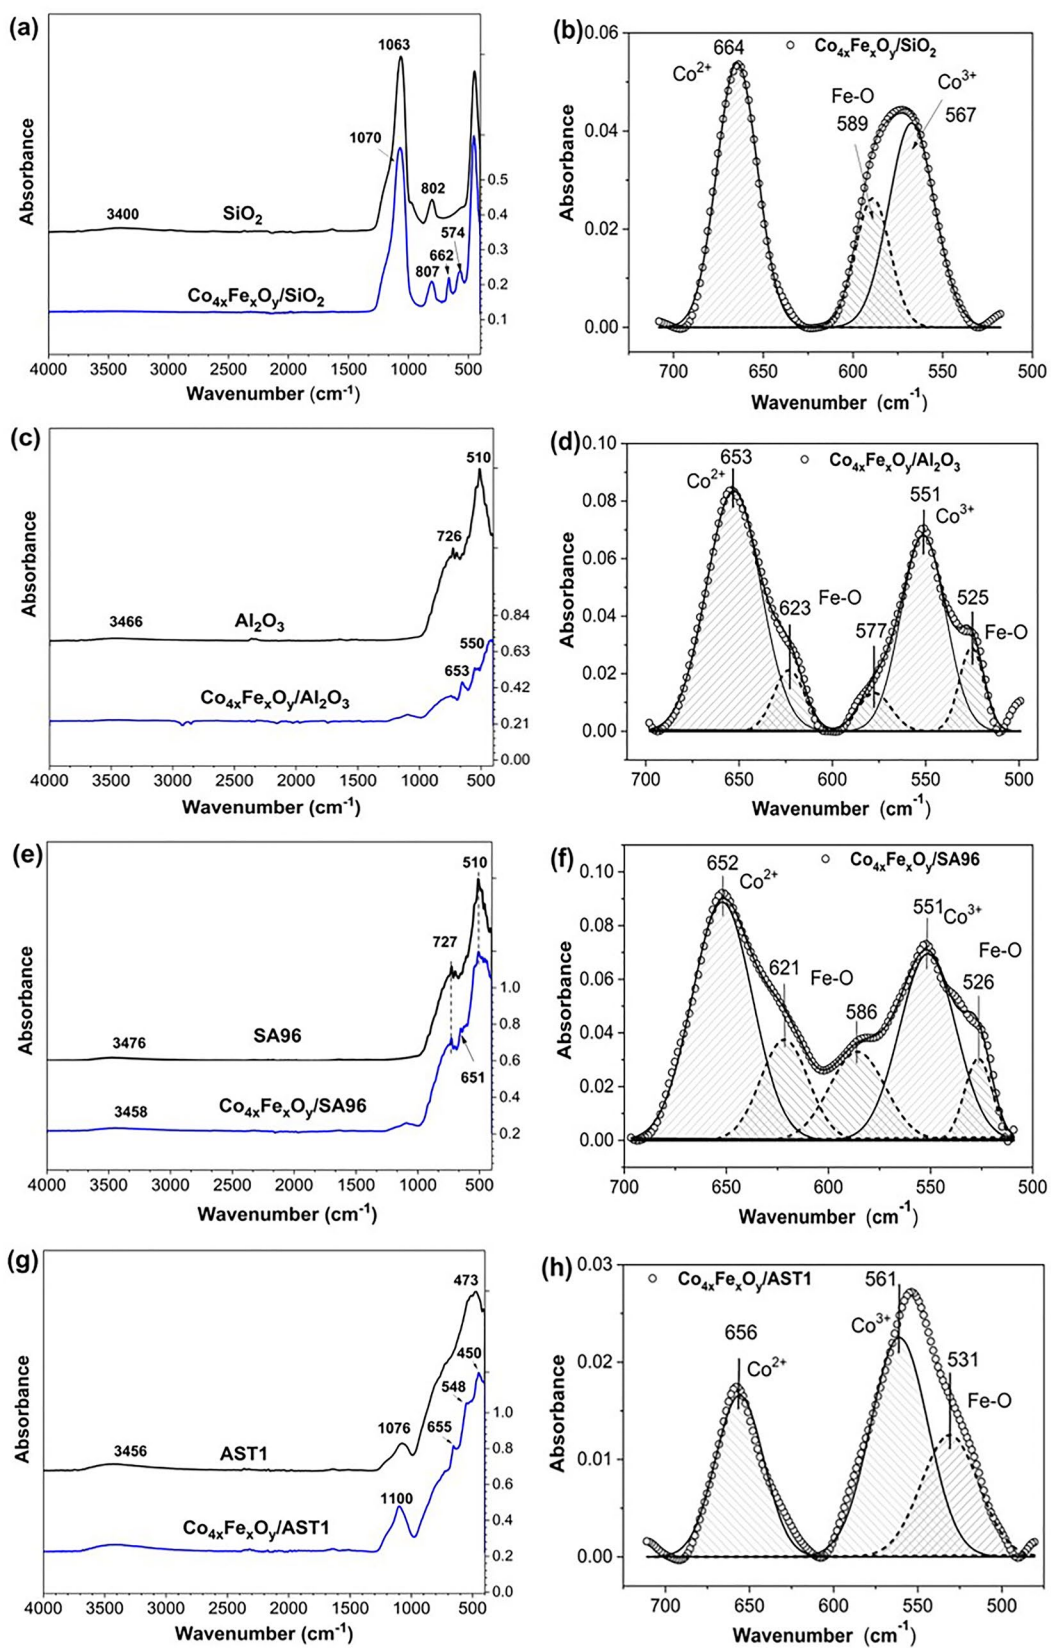 (a)
1063
1070
802
3400
SiO2
574
662
807
Co4xFexOy/SiO2
0.5
0.4
0.3
0.2
0.1
Absorbance
4000 3500 3000 2500 2000 1500 1000 500
Wavenumber (cm-1)
(b)
0.06
0.04
0.02
0.00
Absorbance
664
Co4xFexOy/SiO2
Co2+
Fe-O
589
Co3+
567
700 650 600 550 500
Wavenumber (cm-1)
(c)
510
726
3466
Al2O3
550
653
Co4xFexOy/Al2O3
0.84
0.63
0.42
0.21
0.00
Absorbance
4000 3500 3000 2500 2000 1500 1000 500
Wavenumber (cm-1)
(d)
0.10
0.08
0.06
0.04
0.02
0.00
Absorbance
653
Co4xFexOy/Al2O3
Co2+
551
Co3+
623
Fe-O
577
525
Fe-O
700 650 600 550 500
Wavenumber (cm-1)
(e)
510
727
3476
SA96
651
3458
Co4xFexOy/SA96
1.0
0.8
0.6
0.4
0.2
Absorbance
4000 3500 3000 2500 2000 1500 1000 500
Wavenumber (cm-1)
(f)
0.10
0.08
0.06
0.04
0.02
0.00
Absorbance
652
Co4xFexOy/SA96
Co2+
551
Co3+
621
Fe-O
586
Fe-O
526
700 650 600 550 500
Wavenumber (cm-1)
(g)
473
450
548
655
1076
3456
AST1
1100
Co4xFexOy/AST1
1.0
0.8
0.6
0.4
0.2
0.0
Absorbance
4000 3500 3000 2500 2000 1500 1000 500
Wavenumber (cm-1)
(h)
0.03
0.02
0.01
0.00
Absorbance
Co4xFexOy/AST1
561
Co3+
656
Co2+
531
Fe-O
700 650 600 550 500
Wavenumber (cm-1)